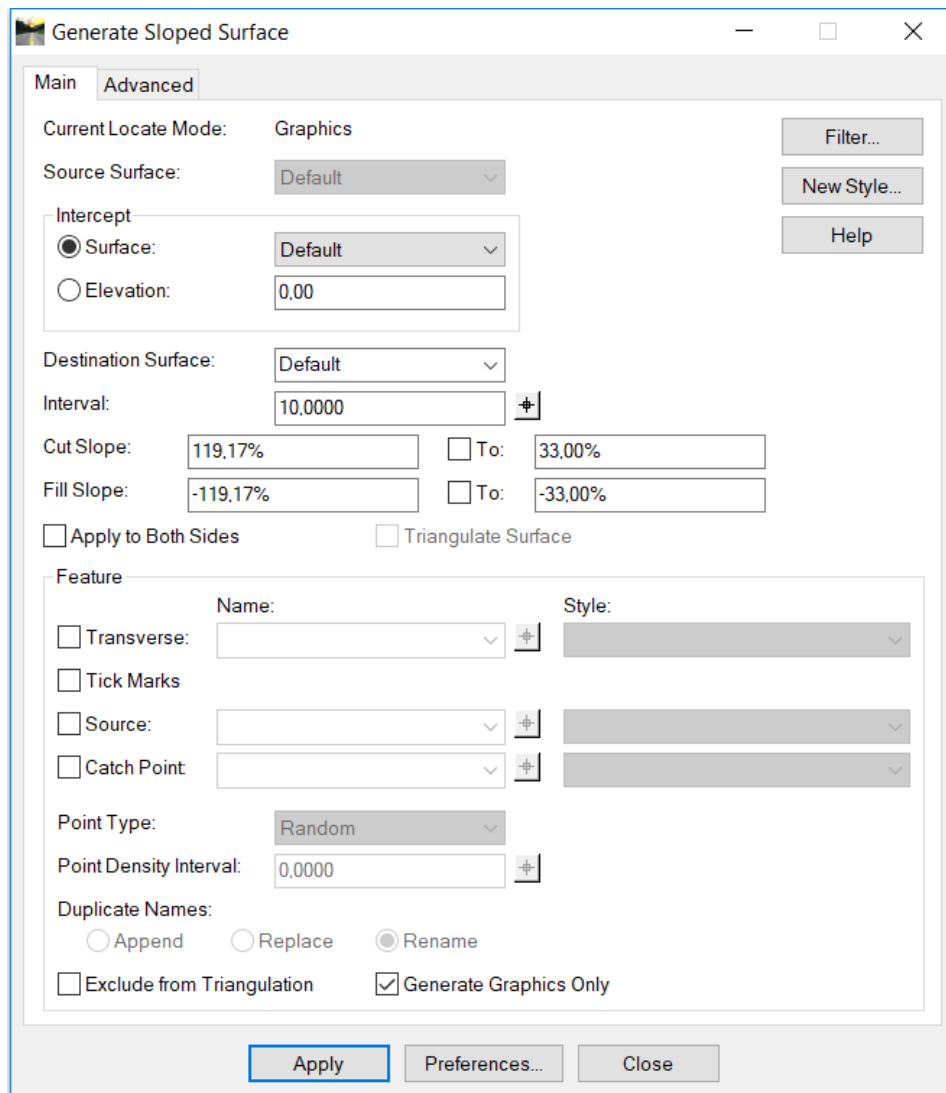 Generate Sloped Surface
Main Advanced
Current Locate Mode: Graphics Filter...
Source Surface: Default New Style...
Intercept
Surface: Default Help
Elevation: 0,00
Destination Surface: Default
Interval: 10,0000
Cut Slope: 119,17% To: 33,00%
Fill Slope: -119,17% To: -33,00%
Apply to Both Sides Triangulate Surface
Feature
Name: Style:
Transverse:
Tick Marks
Source:
Catch Point:
Point Type: Random
Point Density Interval: 0,0000
Duplicate Names:
Append Replace Rename
Exclude from Triangulation Generate Graphics Only
Apply Preferences... Close